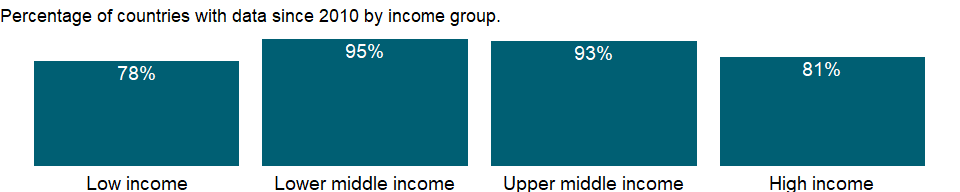 Percentage of countries with data since 2010 by income group.
78%
95%
93%
81%
Low income
Lower middle income
Upper middle income
High income